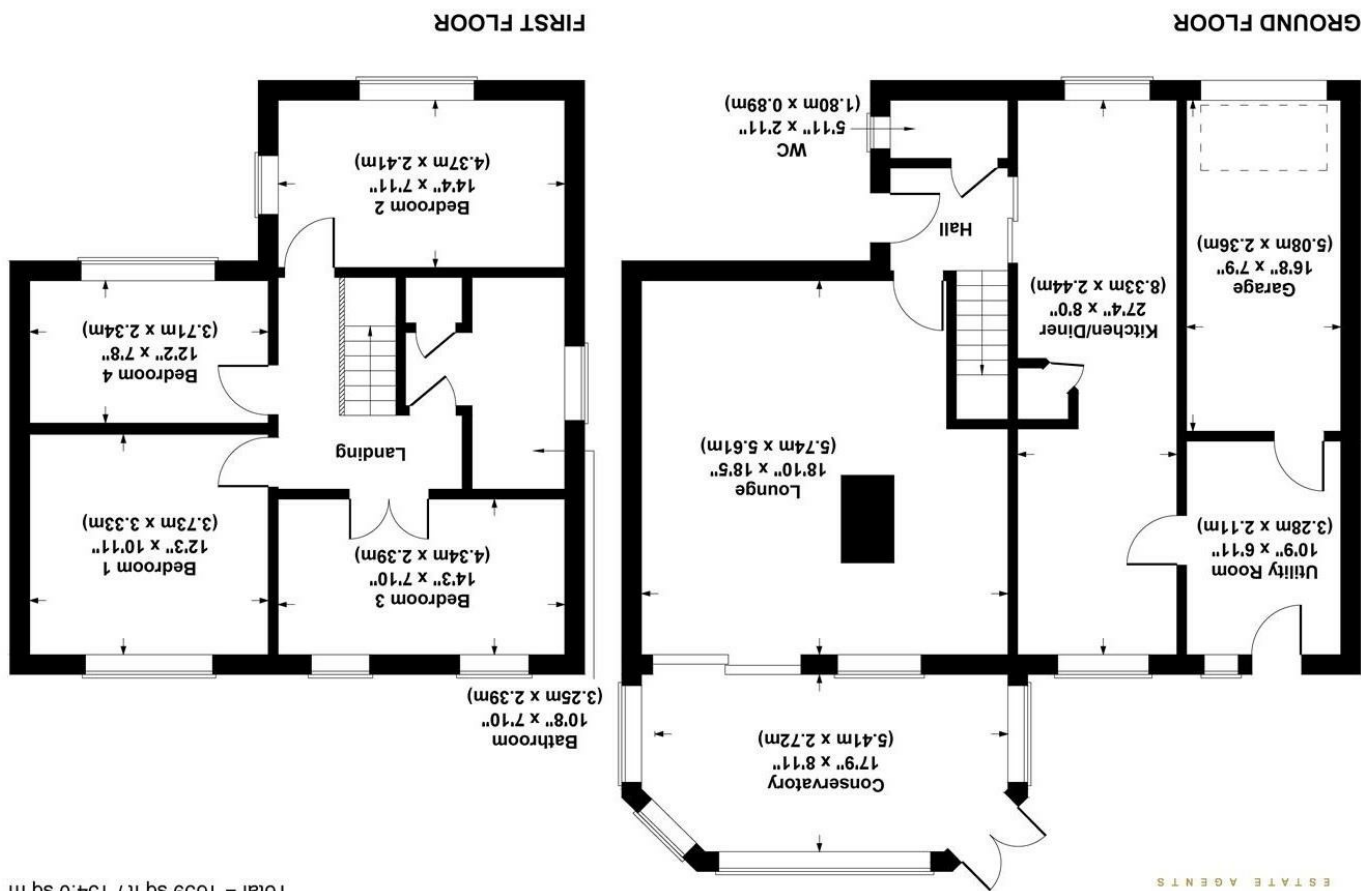 ESTATE AGENTS
Total = 1659 sq ft / 154.0 sq m
Conservatory
17'9" x 8'11"
(5.41m x 2.72m)
Utility Room
10'9" x 6'11"
(3.28m x 2.11m)
Lounge
18'10" x 18'5"
(5.74m x 5.61m)
Kitchen/Diner
27'4" x 8'0"
(8.33m x 2.44m)
Garage
16'8" x 7'9"
(5.08m x 2.36m)
Hall
WC
5'11" x 2'11"
(1.80m x 0.89m)
GROUND FLOOR
Bathroom
10'8" x 7'10"
(3.25m x 2.39m)
Bedroom 3
14'3" x 7'10"
(4.34m x 2.39m)
Bedroom 1
12'3" x 10'11"
(3.73m x 3.33m)
Landing
Bedroom 4
12'2" x 7'8"
(3.71m x 2.34m)
Bedroom 2
14'4" x 7'11"
(4.37m x 2.41m)
FIRST FLOOR